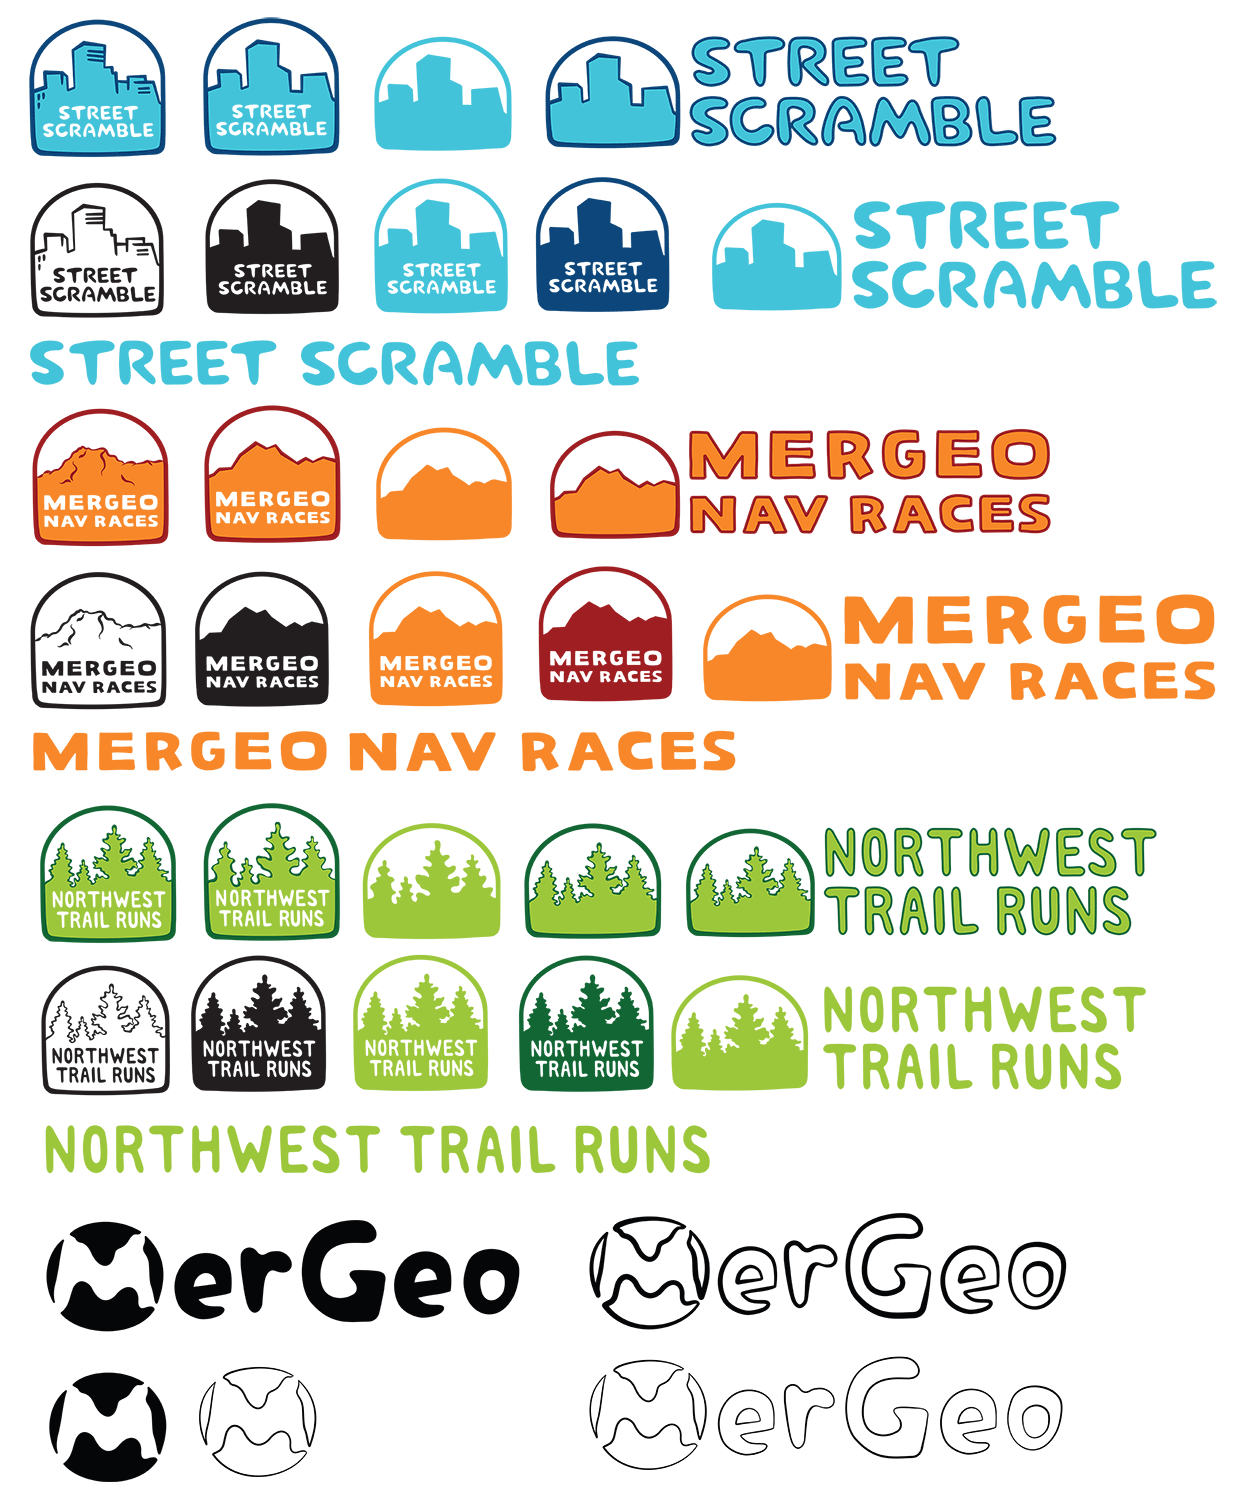 STREET
SCRAMBLE
STREET
SCRAMBLE
STREET
SCRAMBLE
STREET
SCRAMBLE
STREET
SCRAMBLE
STREET
SCRAMBLE
STREET
SCRAMBLE
STREET
SCRAMBLE
STREET SCRAMBLE
MERGEO
NAV RACES
MERGEO
NAV RACES
MERGEO
NAV RACES
MERGEO
NAV RACES
MERGEO
NAV RACES
MERGEO
NAV RACES
MERGEO
NAV RACES
MERGEO
NAV RACES
MERGEO NAV RACES
NORTHWEST
TRAIL RUNS
NORTHWEST
TRAIL RUNS
NORTHWEST
TRAIL RUNS
NORTHWEST
TRAIL RUNS
NORTHWEST
TRAIL RUNS
NORTHWEST
TRAIL RUNS
NORTHWEST
TRAIL RUNS
NORTHWEST
TRAIL RUNS
NORTHWEST TRAIL RUNS
MerGeo
MerGeo
M
M
MerGeo